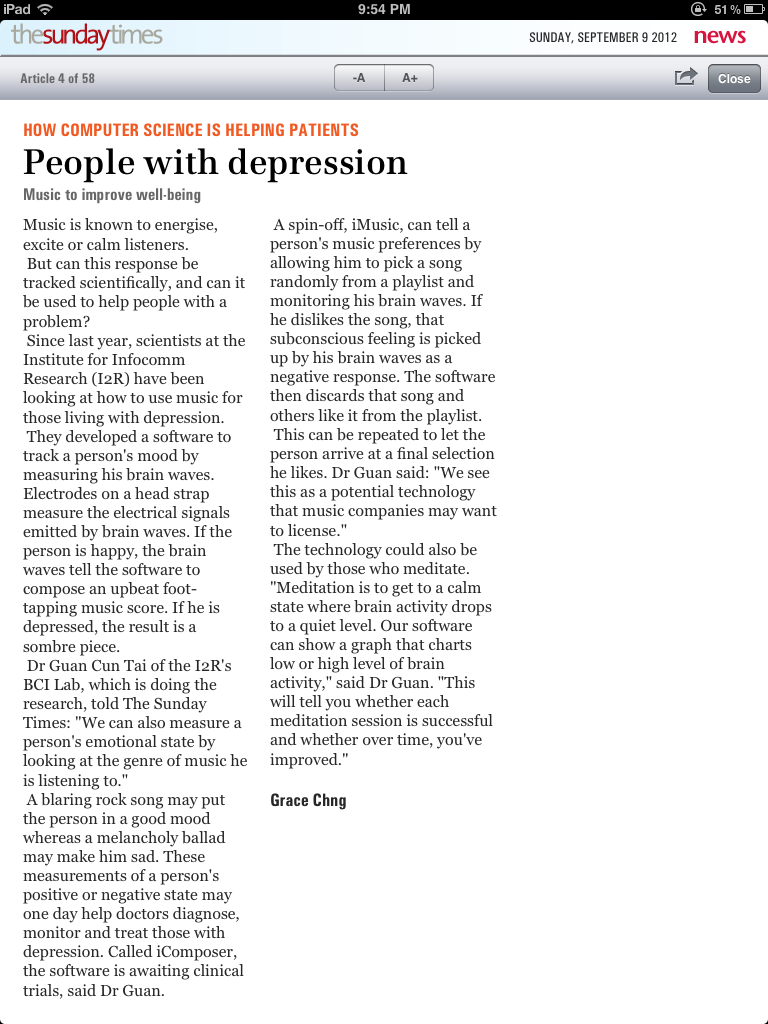 iPad 9:54 PM 51 %
thesundaytimes SUNDAY, SEPTEMBER 9 2012 news
Article 4 of 58 -A A+ Close
HOW COMPUTER SCIENCE IS HELPING PATIENTS
People with depression
Music to improve well-being
Music is known to energise,
excite or calm listeners.
But can this response be
tracked scientifically, and can it
be used to help people with a
problem?
Since last year, scientists at the
Institute for Infocomm
Research (I2R) have been
looking at how to use music for
those living with depression.
They developed a software to
track a person's mood by
measuring his brain waves.
Electrodes on a head strap
measure the electrical signals
emitted by brain waves. If the
person is happy, the brain
waves tell the software to
compose an upbeat foot-
tapping music score. If he is
depressed, the result is a
sombre piece.
Dr Guan Cun Tai of the I2R's
BCI Lab, which is doing the
research, told The Sunday
Times: "We can also measure a
person's emotional state by
looking at the genre of music he
is listening to."
A blaring rock song may put
the person in a good mood
whereas a melancholy ballad
may make him sad. These
measurements of a person's
positive or negative state may
one day help doctors diagnose,
monitor and treat those with
depression. Called iComposer,
the software is awaiting clinical
trials, said Dr Guan.
A spin-off, iMusic, can tell a
person's music preferences by
allowing him to pick a song
randomly from a playlist and
monitoring his brain waves. If
he dislikes the song, that
subconscious feeling is picked
up by his brain waves as a
negative response. The software
then discards that song and
others like it from the playlist.
This can be repeated to let the
person arrive at a final selection
he likes. Dr Guan said: "We see
this as a potential technology
that music companies may want
to license."
The technology could also be
used by those who meditate.
"Meditation is to get to a calm
state where brain activity drops
to a quiet level. Our software
can show a graph that charts
low or high level of brain
activity," said Dr Guan. "This
will tell you whether each
meditation session is successful
and whether over time, you've
improved."
Grace Chng